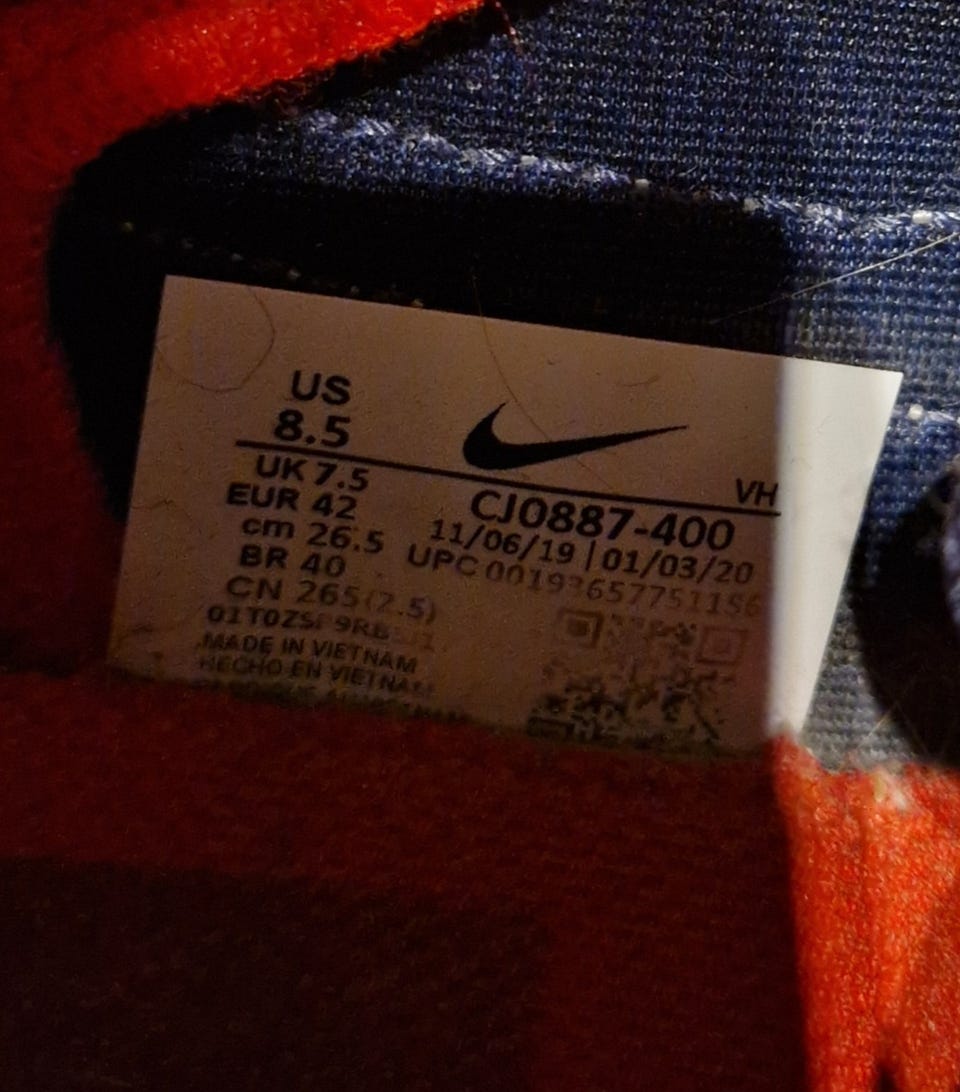 US
8.5
UK 7.5
EUR 42
cm 26.5
BR 40
CN 265(2.5)
MADE IN VIETNAM
HECHO EN VIETNAM
VH
CJ0887-400
11/06/19 | 01/03/20
UPC